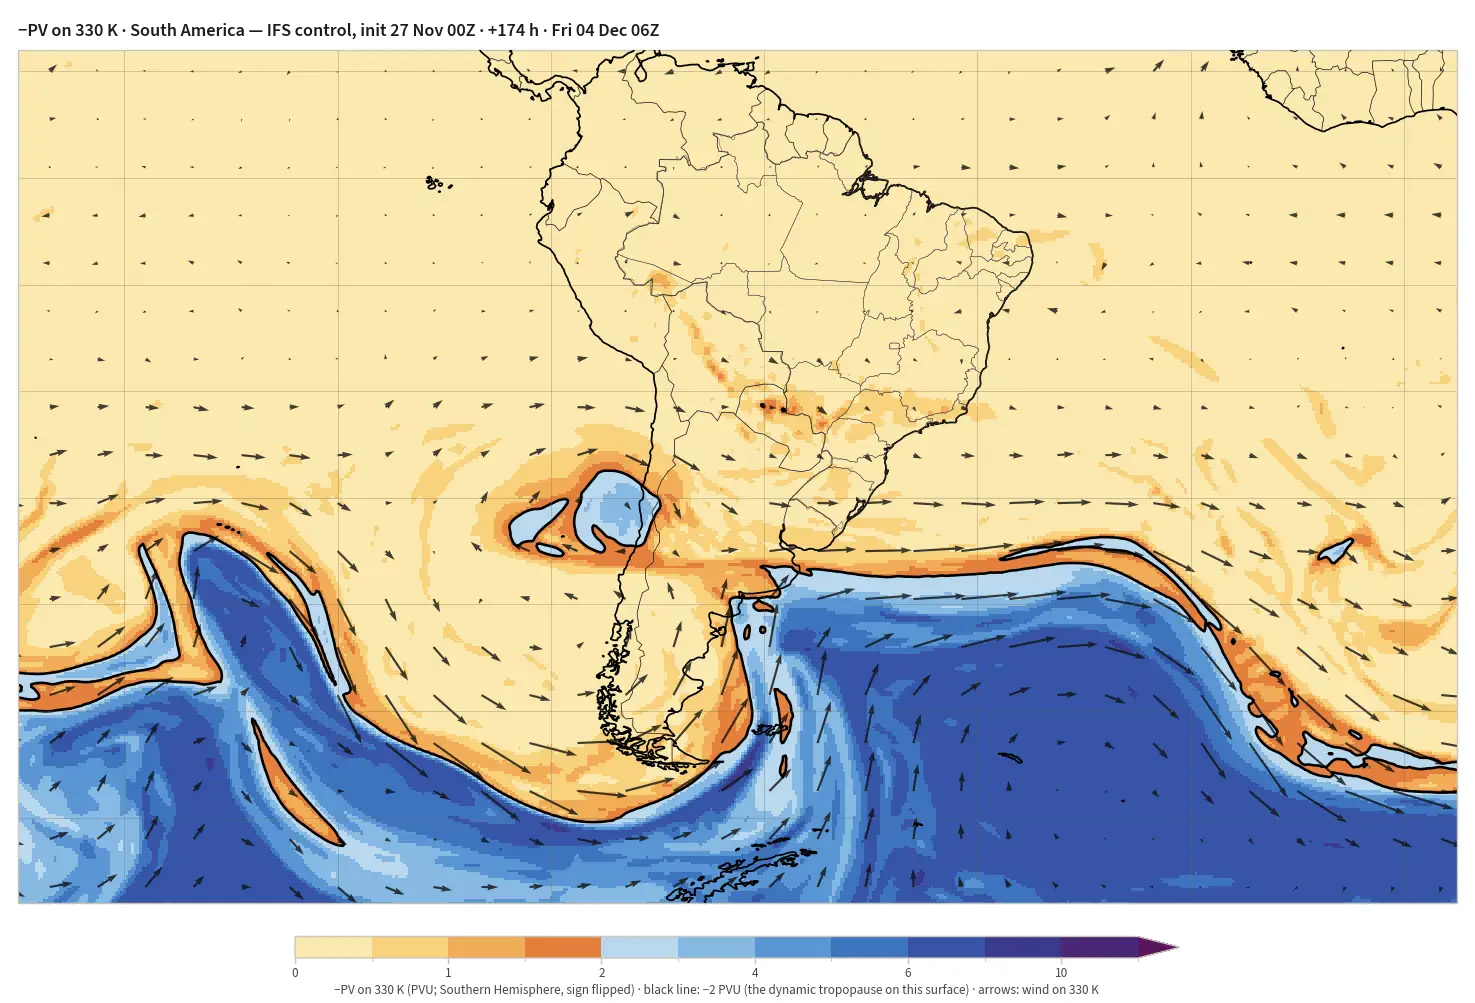 −PV on 330 K · South America — IFS control, init 27 Nov 00Z · +174 h · Fri 04 Dec 06Z
0 1 2 4 6 10
−PV on 330 K (PVU; Southern Hemisphere, sign flipped) · black line: −2 PVU (the dynamic tropopause on this surface) · arrows: wind on 330 K